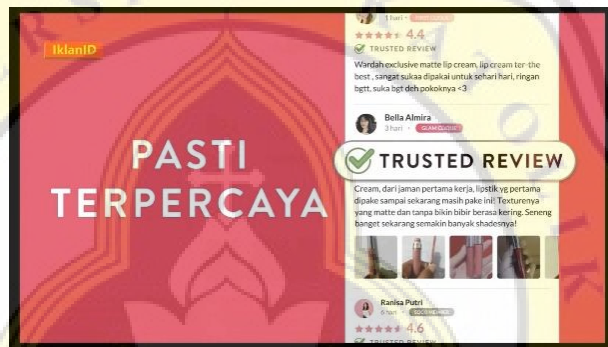 IklanID
PASTI
TERPERCAYA
1 hari
4.4
TRUSTED REVIEW
Wardah exclusive matte lip cream, lip cream ter-the
best , sangat sukaa dipakai untuk sehari hari, ringan
bgtt, suka bgt deh pokoknya <3
Bella Almira
3 hari
TRUSTED REVIEW
Cream, dari jaman pertama kerja, lipstik yg pertama
dipake sampai sekarang masih pake ini! Texturenya
yang matte dan tanpa bikin bibir berasa kering. Seneng
banget sekarang semakin banyak shadesnya!
Ranisa Putri
6 hari
4.6
TRUSTED REVIEW